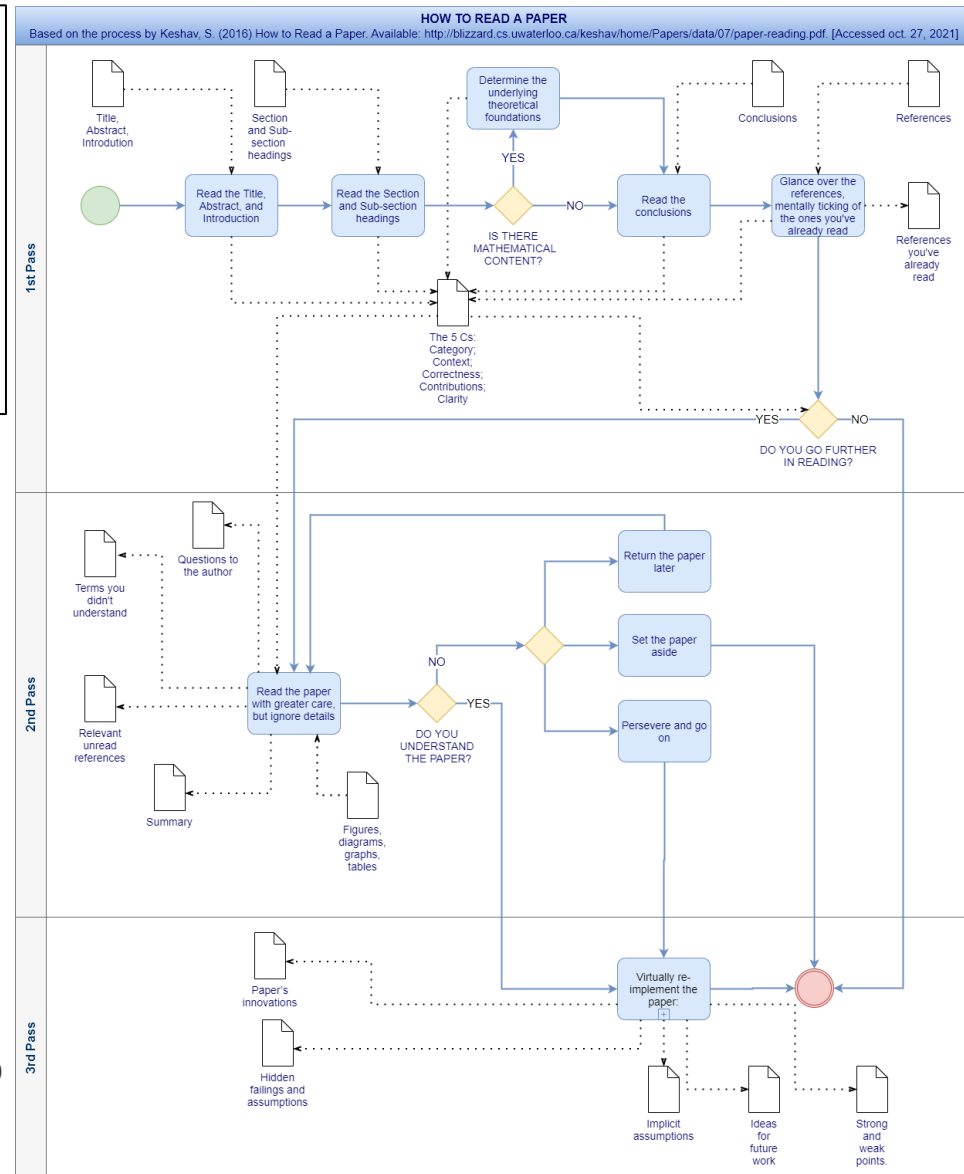 HOW TO READ A PAPER
Based on the process by Keshav, S. (2016) How to Read a Paper. Available: http://blizzard.cs.uwaterloo.ca/keshav/home/Papers/data/07/paper-reading.pdf. [Accessed oct. 27, 2021]
1st Pass
Title,
Abstract,
Introdution
Section
and Sub-
section
headings
Determine the
underlying
theoretical
foundations
Conclusions
References
YES
Read the Title,
Abstract, and
Introduction
Read the Section
and Sub-section
headings
NO
IS THERE
MATHEMATICAL
CONTENT?
Read the
conclusions
Glance over the
references,
mentally ticking of
the ones you've
already read
References
you've
already
read
The 5 Cs:
Category;
Context;
Correctness;
Contributions;
Clarity
YES
NO
DO YOU GO FURTHER
IN READING?
2nd Pass
Questions to
the author
Terms you
didn't
understand
Return the paper
later
Set the paper
aside
Persevere and go
on
NO
YES
Read the paper
with greater care,
but ignore details
DO YOU
UNDERSTAND
THE PAPER?
Relevant
unread
references
Summary
Figures,
diagrams,
graphs,
tables
3rd Pass
Paper's
innovations
Virtually re-
implement the
paper:
Hidden
failings and
assumptions
Implicit
assumptions
Ideas
for
future
work
Strong
and
weak
points.